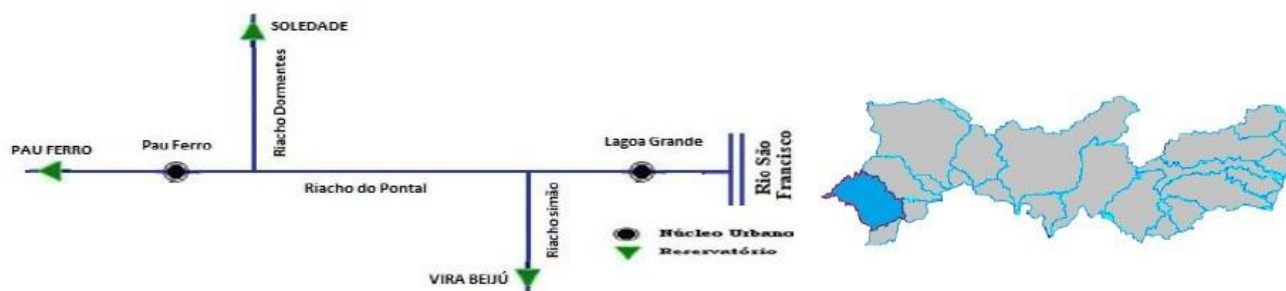 SOLEDADE
Riacho Dormentes
PAU FERRO
Pau Ferro
Lagoa Grande
Riacho do Pontal
Rio São
Francisco
Riacho simião
VIRA BEIJÚ
Núcleo Urbano
Reservatório